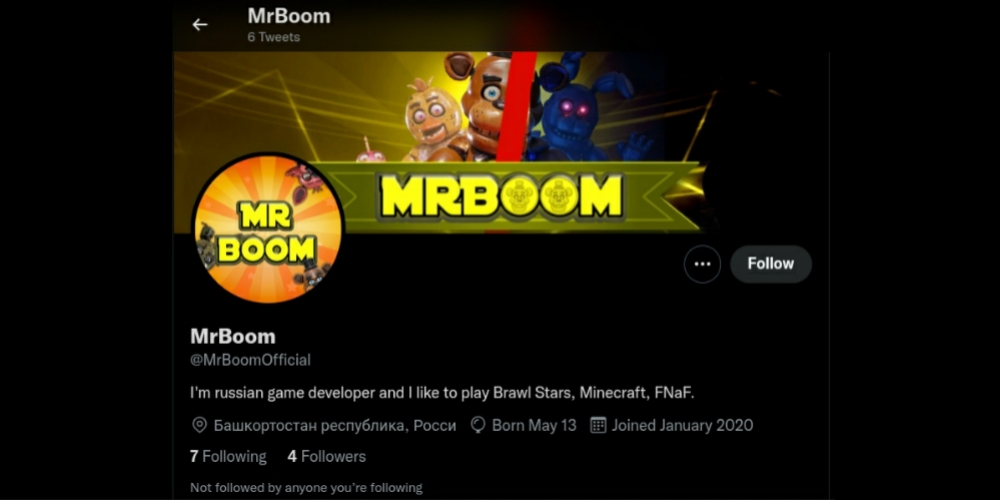 MrBoom
6 Tweets
MRBOOM
MR
BOOM
Follow
MrBoom
@MrBoomOfficial
I'm russian game developer and I like to play Brawl Stars, Minecraft, FNaF.
Башкортостан республика, Росси Born May 13 Joined January 2020
7 Following 4 Followers
Not followed by anyone you're following